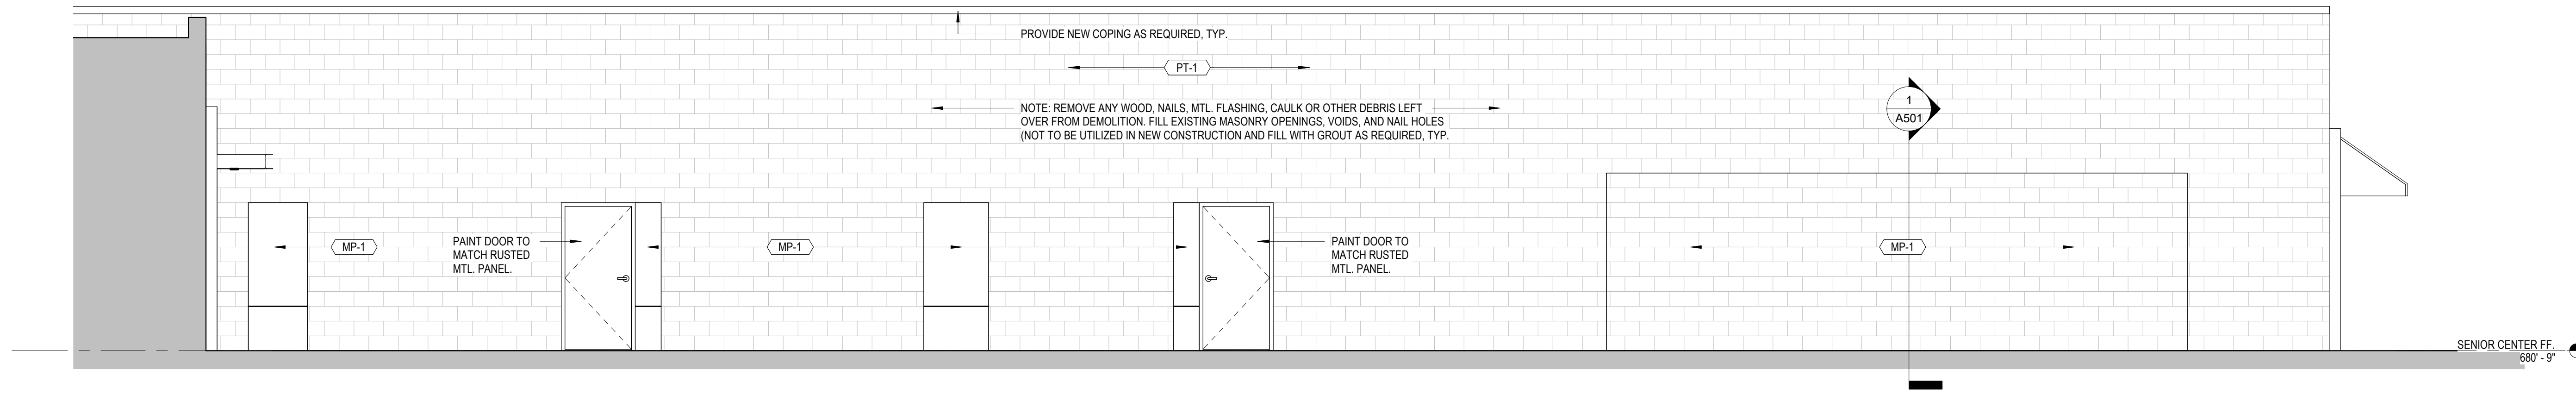 PROVIDE NEW COPING AS REQUIRED, TYP.
PT-1
NOTE: REMOVE ANY WOOD, NAILS, MTL. FLASHING, CAULK OR OTHER DEBRIS LEFT
OVER FROM DEMOLITION. FILL EXISTING MASONRY OPENINGS, VOIDS, AND NAIL HOLES
(NOT TO BE UTILIZED IN NEW CONSTRUCTION AND FILL WITH GROUT AS REQUIRED, TYP.
1
A501
MP-1
PAINT DOOR TO
MATCH RUSTED
MTL. PANEL.
MP-1
PAINT DOOR TO
MATCH RUSTED
MTL. PANEL.
MP-1
SENIOR CENTER FF.
680' - 9"